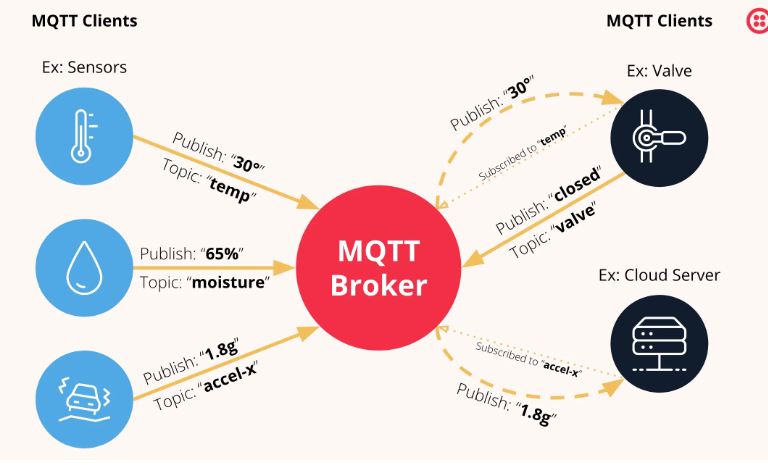 MQTT Clients
MQTT Clients
Ex: Sensors
Ex: Valve
Publish: “30°”
Topic: “temp”
Publish: “30°”
Subscribed to “temp”
Publish: “closed”
Topic: “valve”
Publish: “65%”
Topic: “moisture”
MQTT
Broker
Ex: Cloud Server
Publish: “1.8g”
Topic: “accel-x”
Subscribed to “accel-x”
Publish: “1.8g”